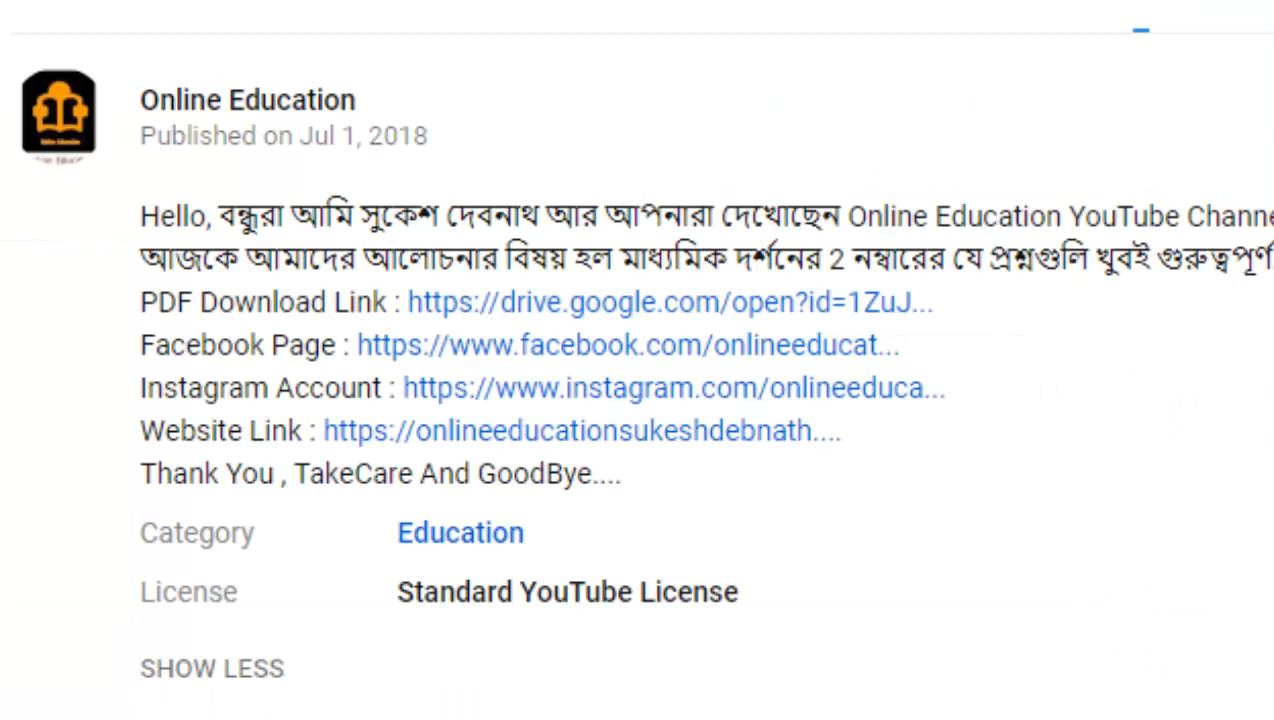 Online Education
Published on Jul 1, 2018
Hello, বন্ধুরা আমি সুকেশ দেবনাথ আর আপনারা দেখোছেন Online Education YouTube Channe
আজকে আমাদের আলোচনার বিষয় হল মাধ্যমিক দর্শনের 2 নম্বারের যে প্রশ্নগুলি খুবই গুরুত্বপূর্ণ
PDF Download Link : https://drive.google.com/open?id=1ZuJ...
Facebook Page : https://www.facebook.com/onlineeducat...
Instagram Account : https://www.instagram.com/onlineeduca...
Website Link : https://onlineeducationsukeshdebnath....
Thank You , TakeCare And GoodBye....
Category Education
License Standard YouTube License
SHOW LESS